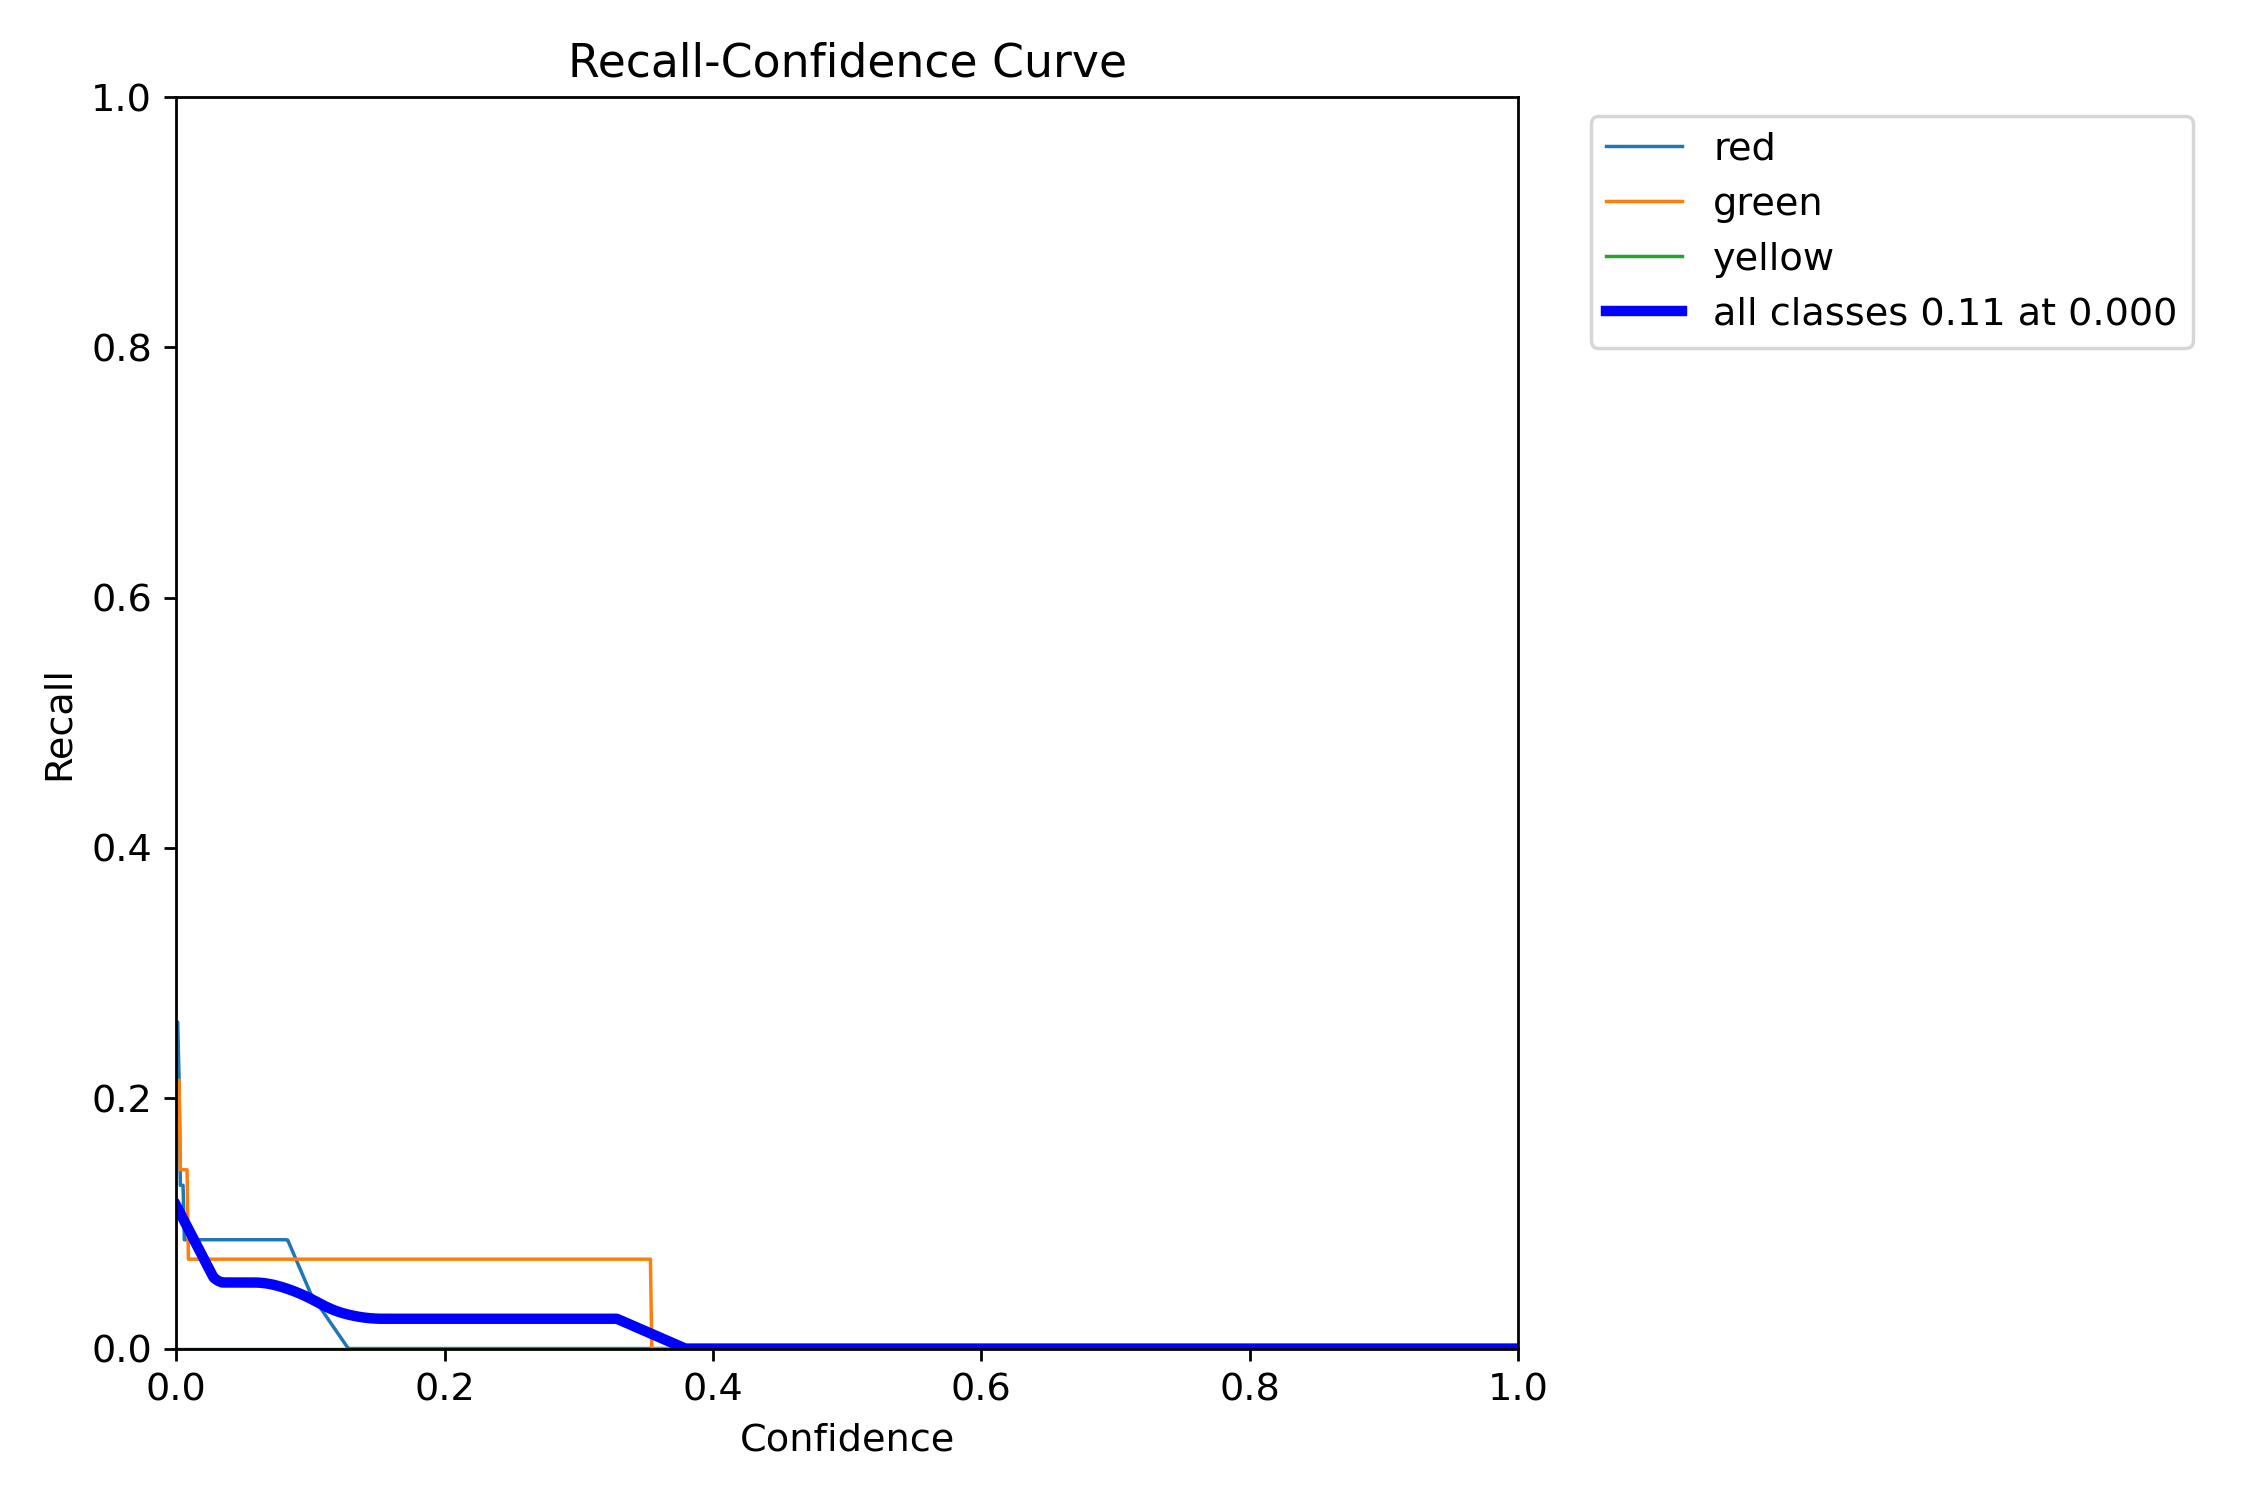 Recall-Confidence Curve
1.0
0.8
0.6
0.4
0.2
0.0
Recall
0.0 0.2 0.4 0.6 0.8 1.0
Confidence
red
green
yellow
all classes 0.11 at 0.000